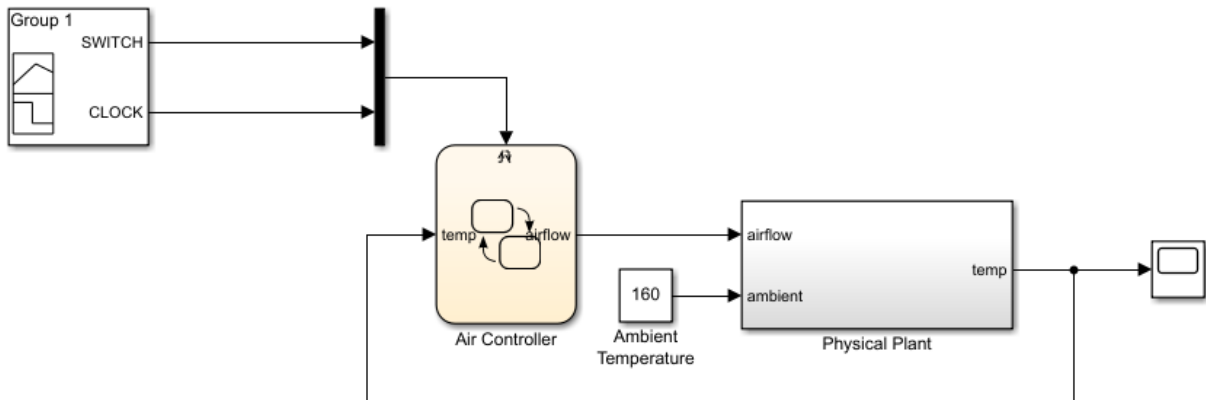 Group 1
SWITCH
CLOCK
temp
airflow
Air Controller
160
Ambient
Temperature
airflow
ambient
temp
Physical Plant